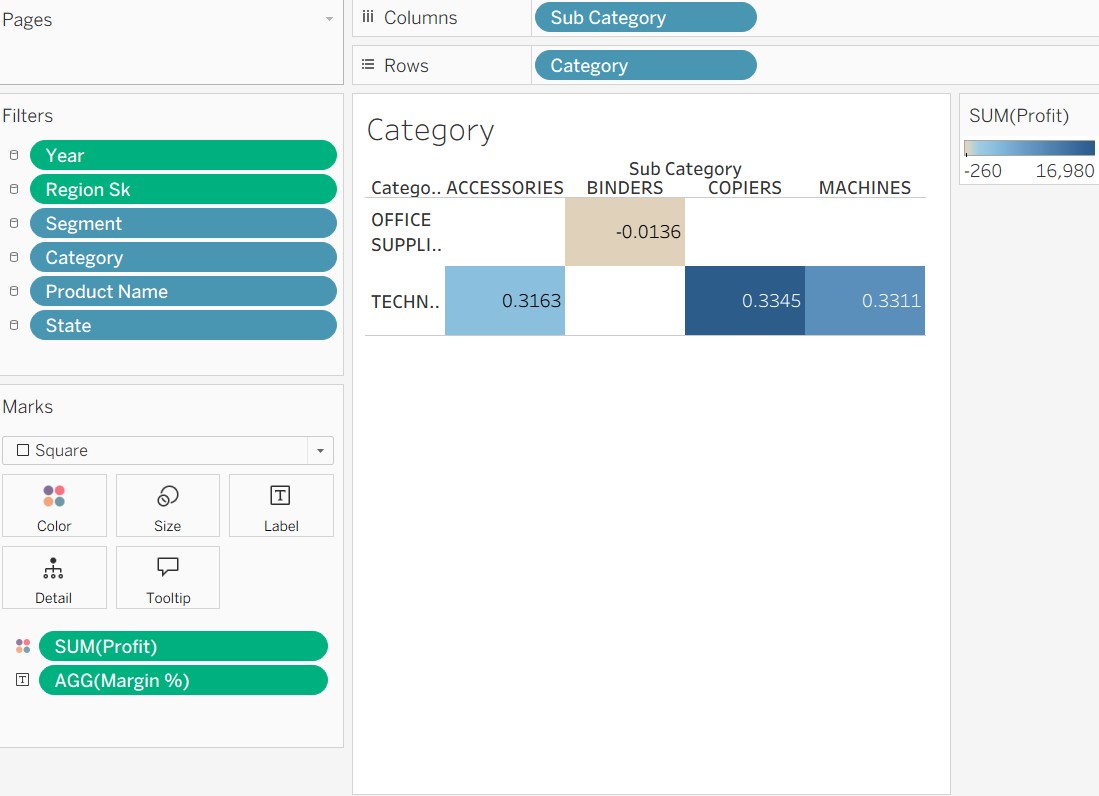 Pages
Columns
Sub Category
Rows
Category
Filters
Year
Region Sk
Segment
Category
Product Name
State
Marks
Square
Color
Size
T
Label
Detail
Tooltip
SUM(Profit)
T
AGG(Margin %)
Category
Sub Category
Catego.. ACCESSORIES BINDERS COPIERS MACHINES
OFFICE
SUPPLI..
-0.0136
TECHN.. 0.3163 0.3345 0.3311
SUM(Profit)
-260 16,980